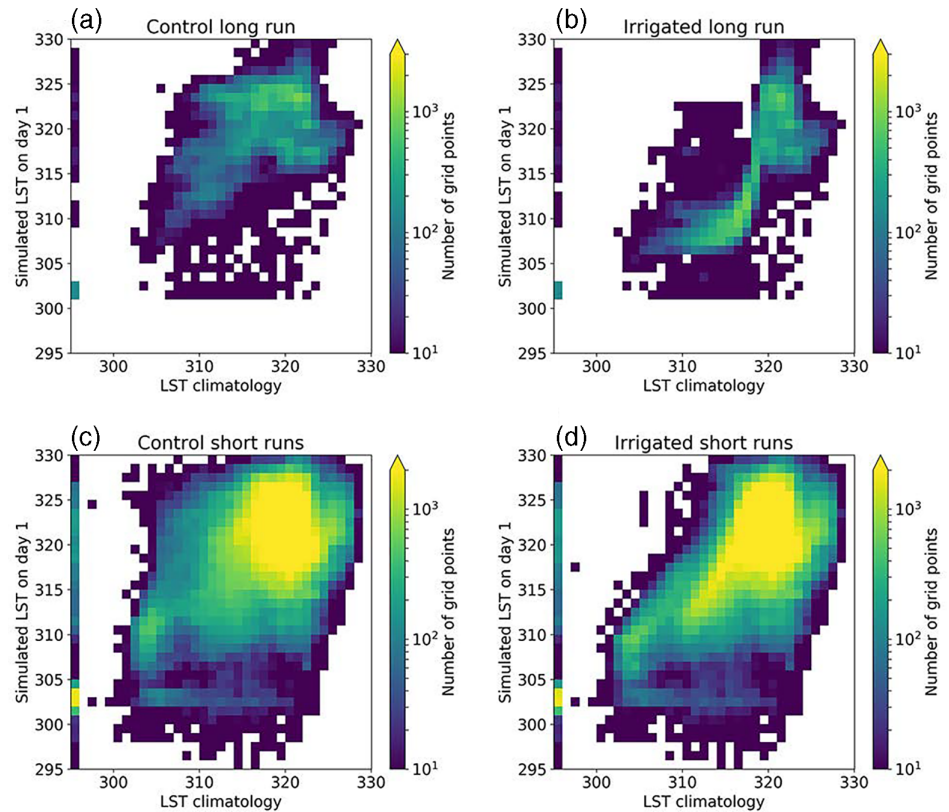 (a) Control long run
(b) Irrigated long run
330
325
320
315
310
305
300
295
Simulated LST on day 1
300 310 320 330
LST climatology
10³
10²
10¹
Number of grid points
330
325
320
315
310
305
300
295
Simulated LST on day 1
300 310 320 330
LST climatology
10³
10²
10¹
Number of grid points
(c) Control short runs
(d) Irrigated short runs
330
325
320
315
310
305
300
295
Simulated LST on day 1
300 310 320 330
LST climatology
10³
10²
10¹
Number of grid points
330
325
320
315
310
305
300
295
Simulated LST on day 1
300 310 320 330
LST climatology
10³
10²
10¹
Number of grid points